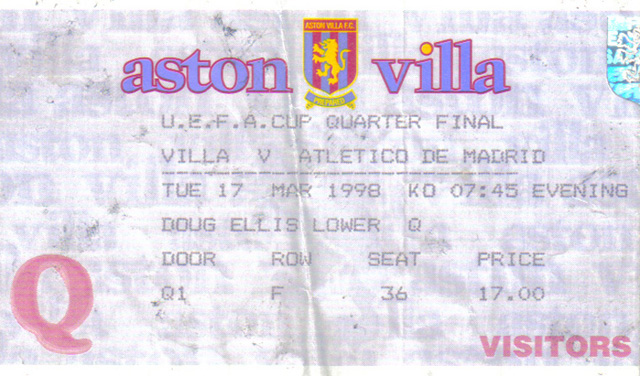 aston villa
ASTON VILLA F.C.
PREPARED
U.E.F.A.CUP QUARTER FINAL
VILLA V ATLETICO DE MADRID
TUE 17 MAR 1998 KO 07:45 EVENING
DOUG ELLIS LOWER Q
DOOR ROW SEAT PRICE
Q1 F 36 17.00
Q
VISITORS